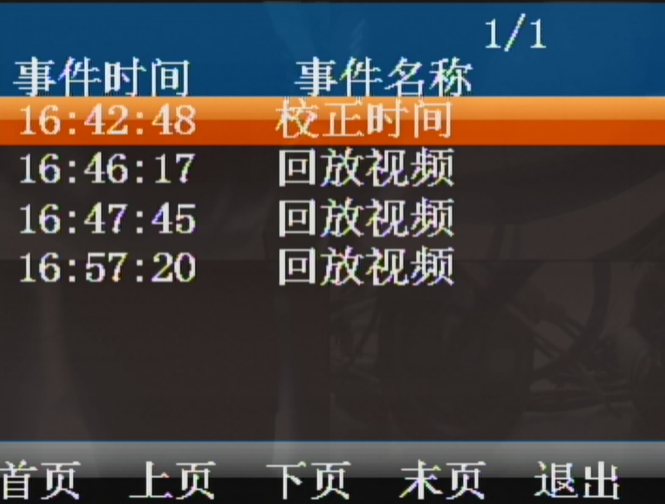 1/1
事件时间 事件名称
16:42:48 校正时间
16:46:17 回放视频
16:47:45 回放视频
16:57:20 回放视频
首页 上页 下页 末页 退出